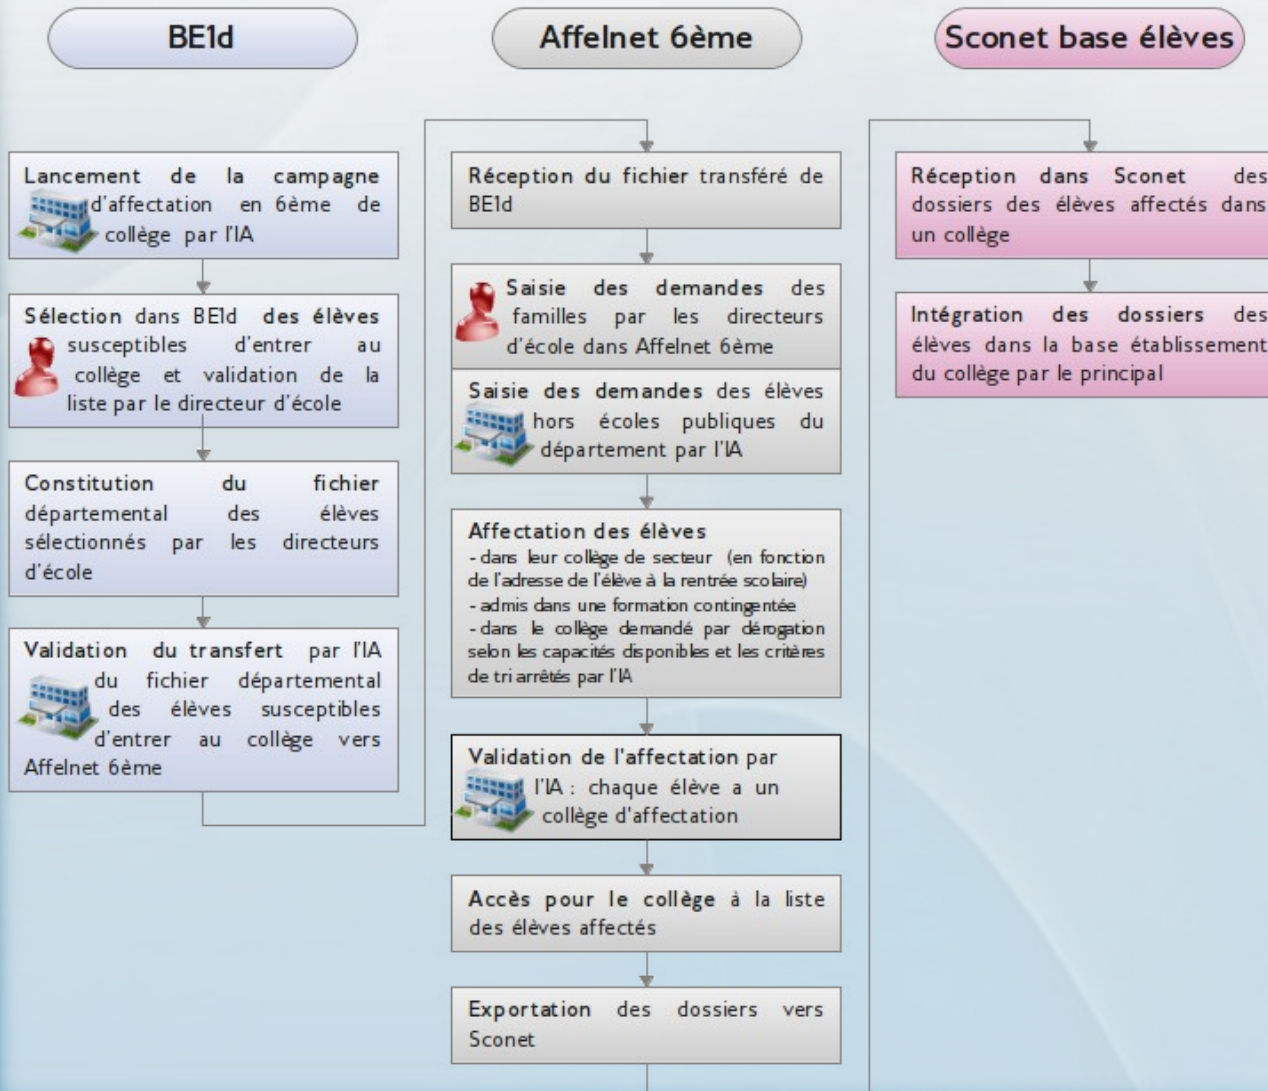 BE1d
Lancement de la campagne
d'affectation en 6ème de
collège par l'IA
Sélection dans BE1d des élèves
susceptibles d'entrer au
collège et validation de la
liste par le directeur d'école
Constitution du fichier
départemental des élèves
sélectionnés par les directeurs
d'école
Validation du transfert par l'IA
du fichier départemental
des élèves susceptibles
d'entrer au collège vers
Affelnet 6ème
Affelnet 6ème
Réception du fichier transféré de
BE1d
Saisie des demandes des
familles par les directeurs
d'école dans Affelnet 6ème
Saisie des demandes des élèves
hors écoles publiques du
département par l'IA
Affectation des élèves
- dans leur collège de secteur (en fonction
de l'adresse de l'élève à la rentrée scolaire)
- admis dans une formation contingentée
- dans le collège demandé par dérogation
selon les capacités disponibles et les critères
de tri arrêtés par l'IA
Validation de l'affectation par
l'IA : chaque élève a un
collège d'affectation
Accès pour le collège à la liste
des élèves affectés
Exportation des dossiers vers
Sconet
Sconet base élèves
Réception dans Sconet des
dossiers des élèves affectés dans
un collège
Intégration des dossiers des
élèves dans la base établissement
du collège par le principal